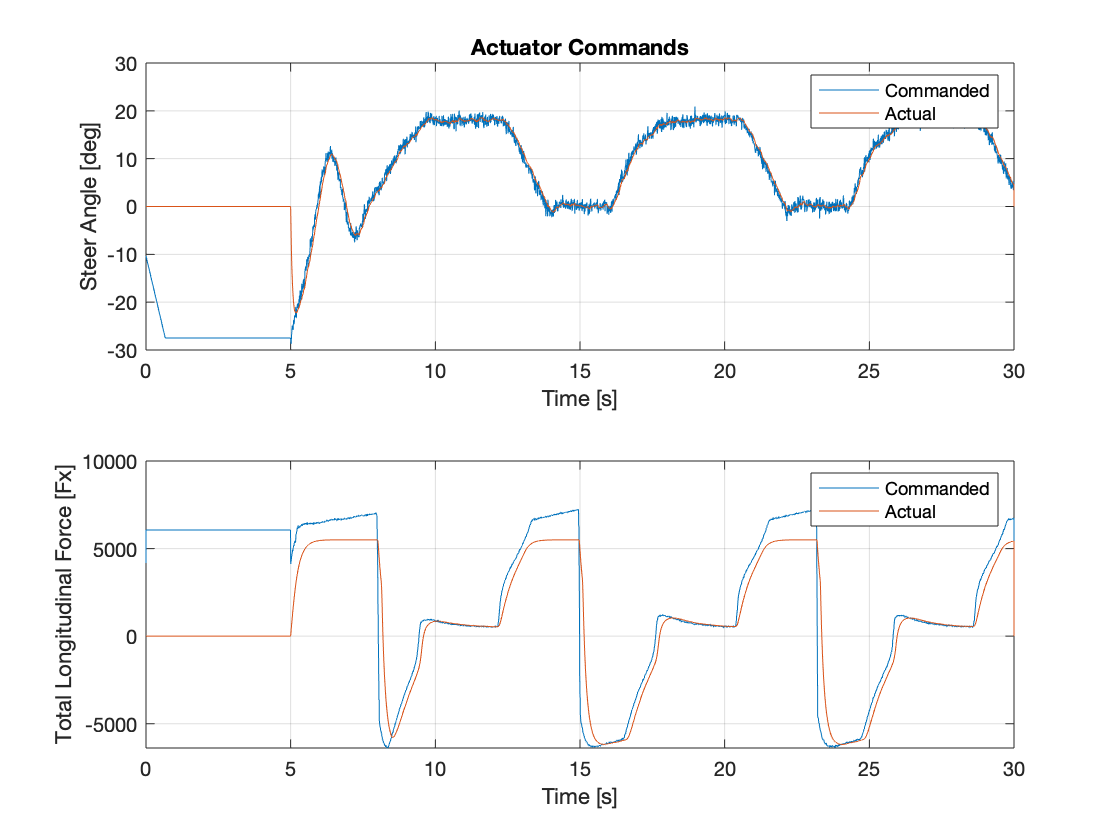 Actuator Commands
30
20
10
0
-10
-20
-30
Steer Angle [deg]
Commanded
Actual
0 5 10 15 20 25 30
Time [s]
10000
5000
0
-5000
Total Longitudinal Force [Fx]
Commanded
Actual
0 5 10 15 20 25 30
Time [s]